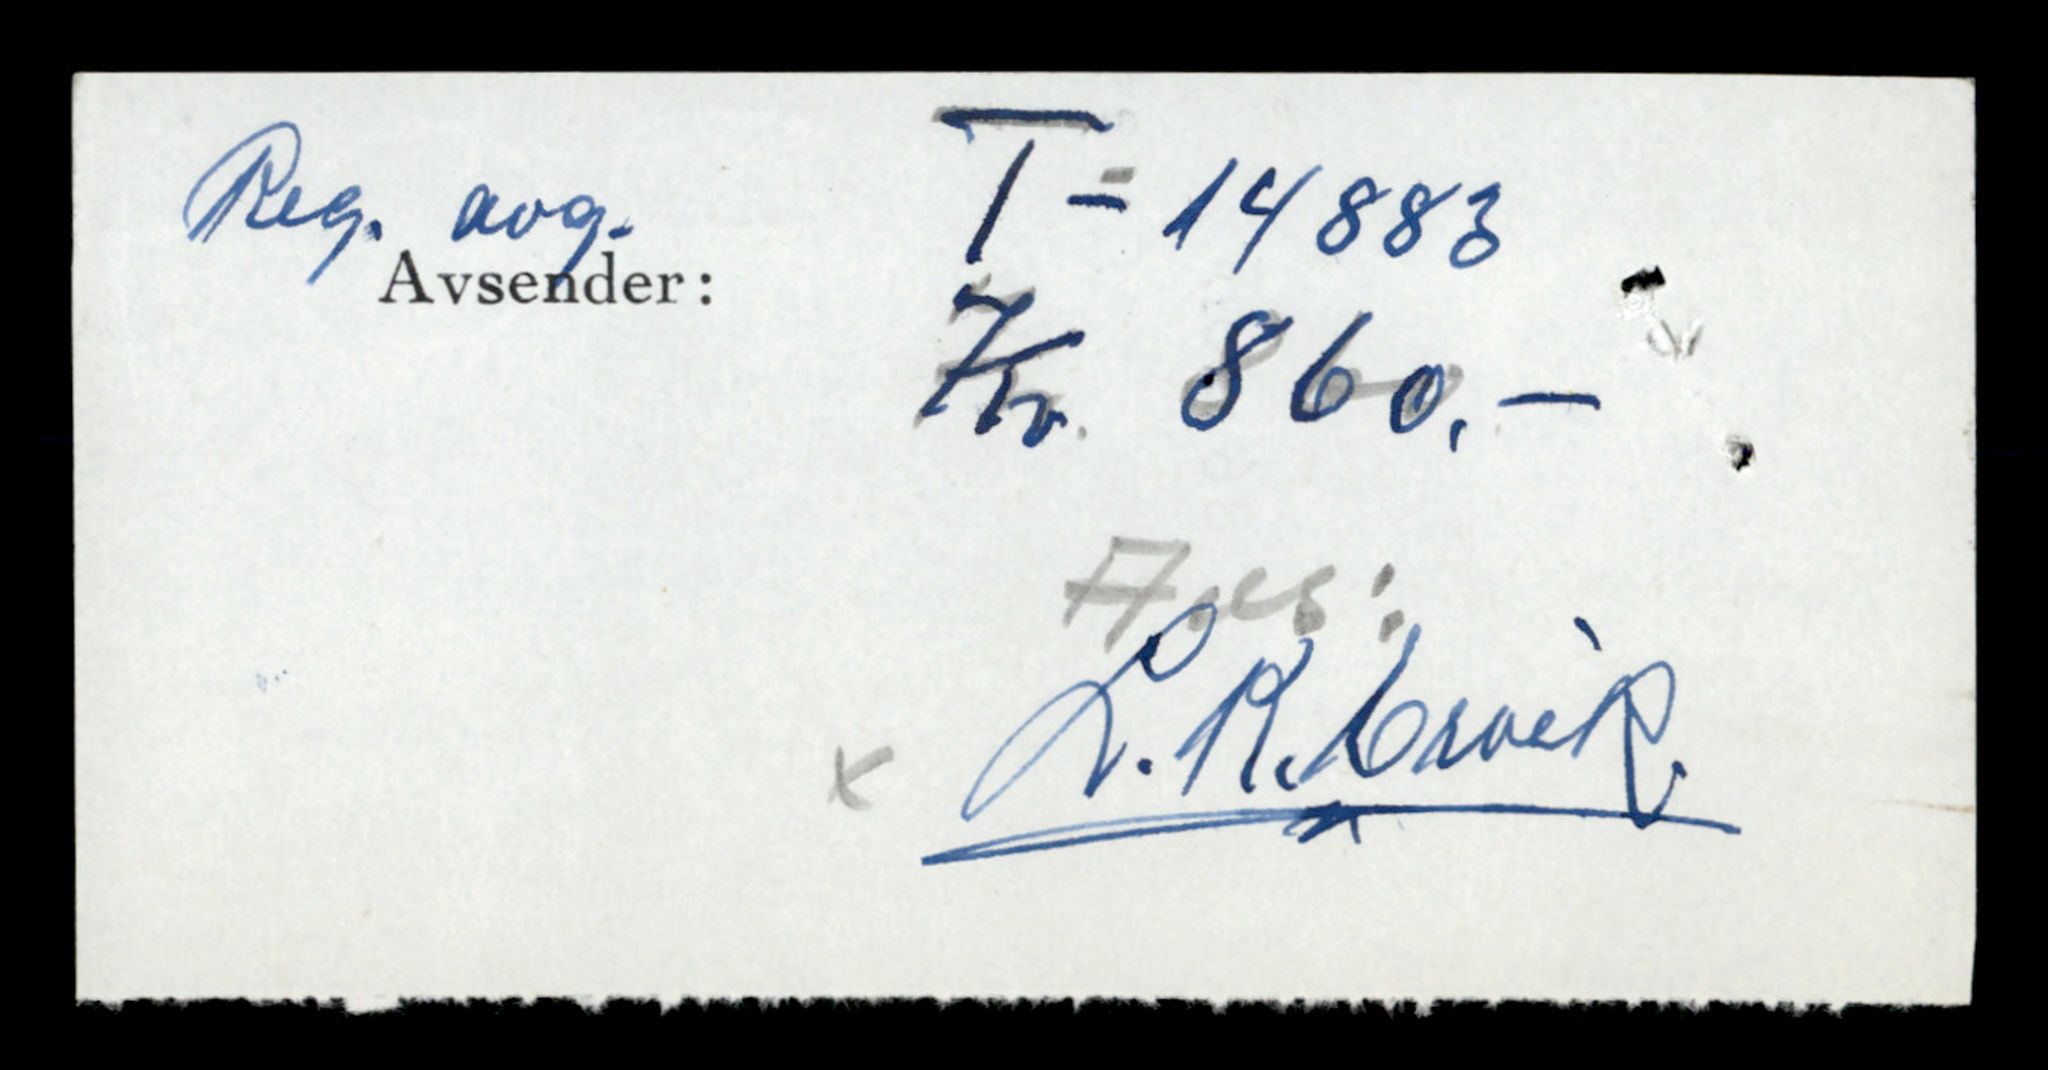 Reg. avg.
Avsender:
T - 14883
Kr. 860,-
L. R.
x